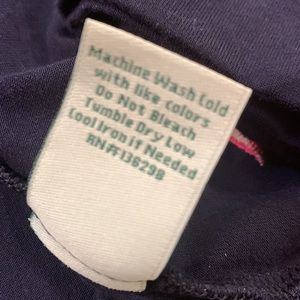 Machine Wash Cold
with like colors
Do Not Bleach
Tumble Dry Low
Cool Iron if Needed
RN# 136298